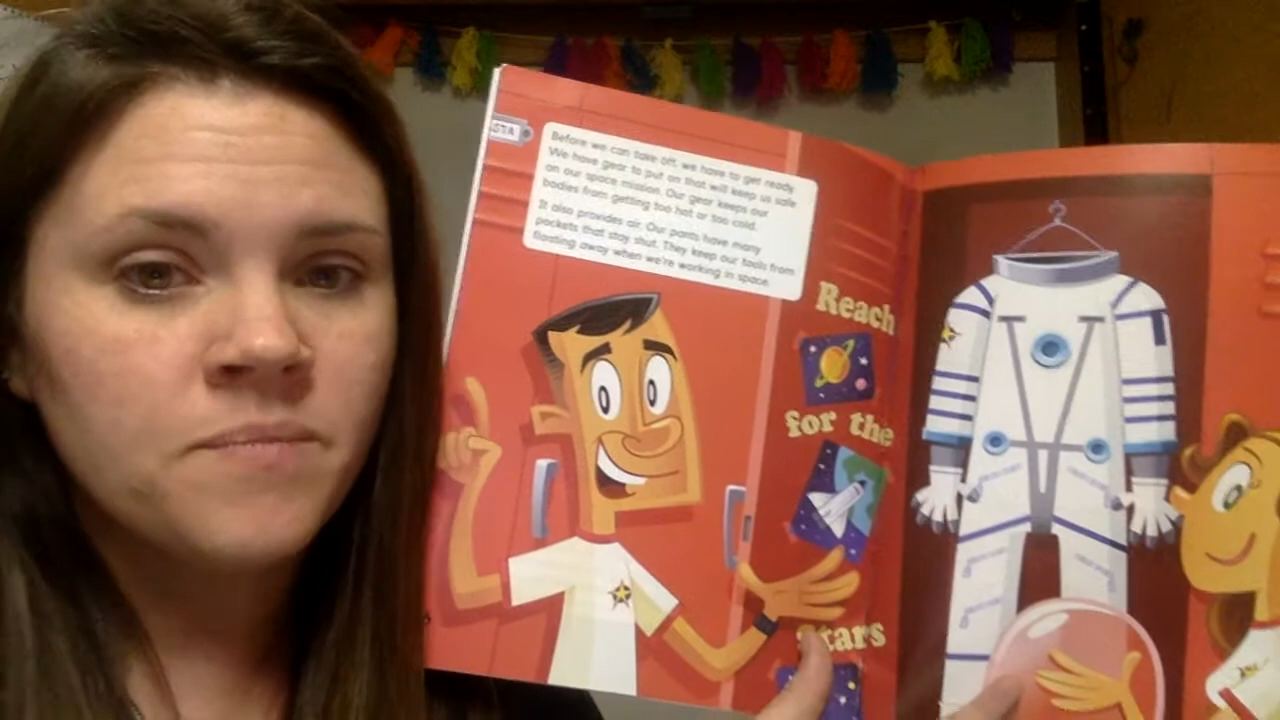 STA
Before we can take off, we have to get ready.
We have gear to put on that will keep us safe
on our space mission. Our gear keeps our
bodies from getting too hot or too cold.
It also provides air. Our pants have many
pockets that stay shut. They keep our tools from
floating away when we're working in space.
Reach
for the
Stars